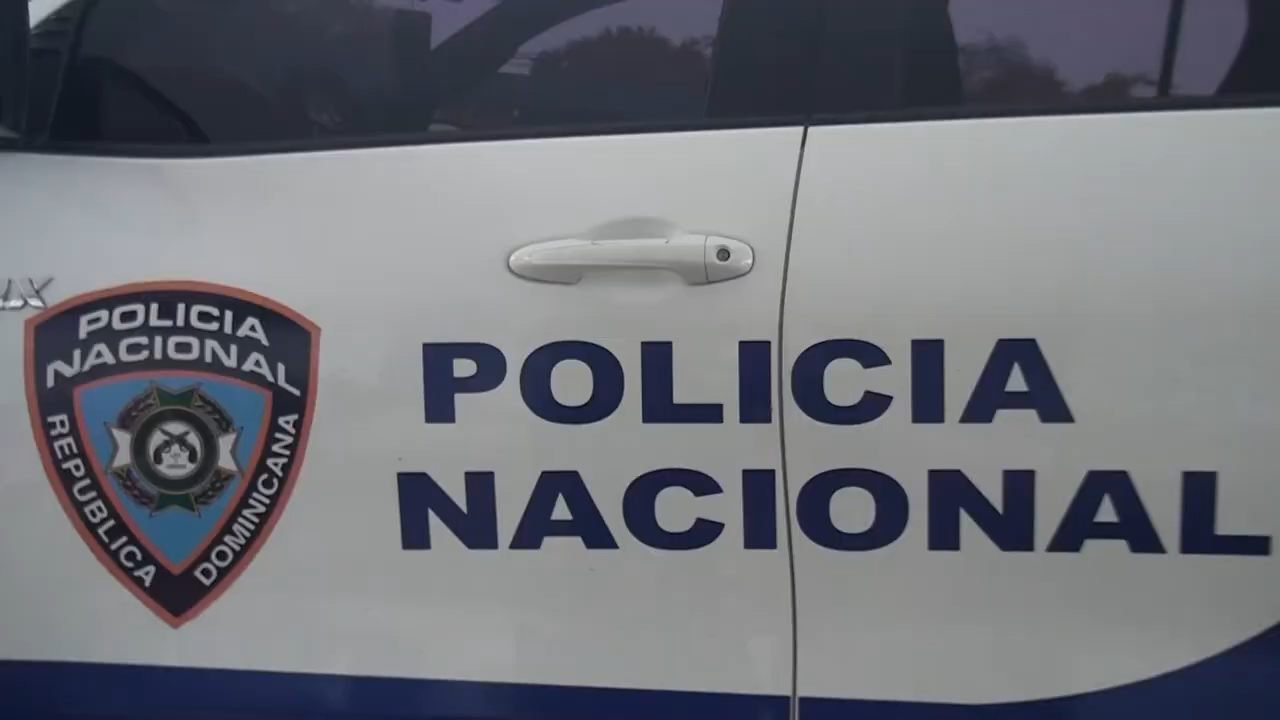 POLICIA
NACIONAL
REPUBLICA
DOMINICANA
POLICIA
NACIONAL